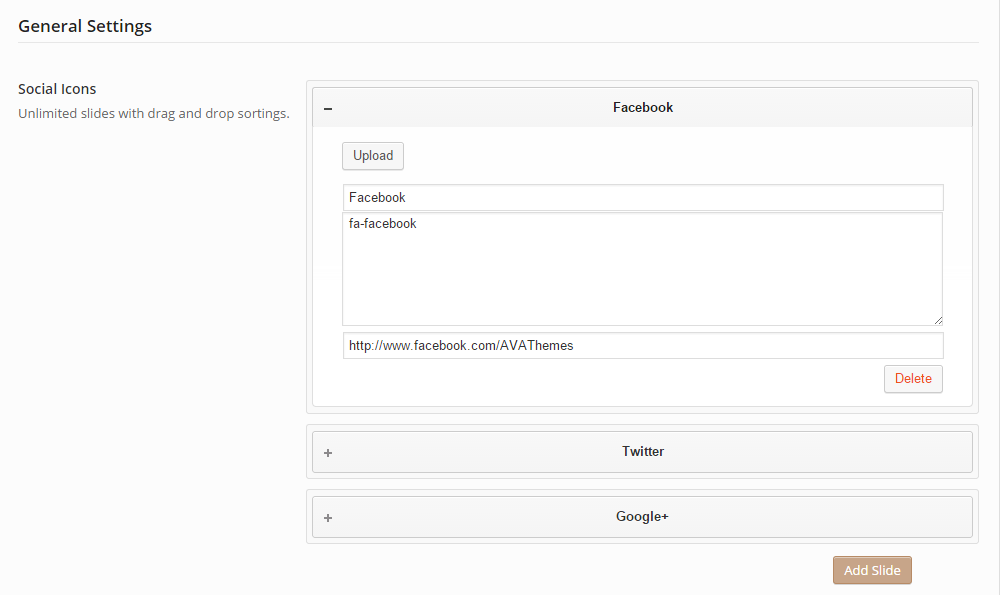 General Settings
Social Icons
Unlimited slides with drag and drop sortings.
Facebook
Upload
Facebook
fa-facebook
http://www.facebook.com/AVAThemes
Delete
Twitter
Google+
Add Slide